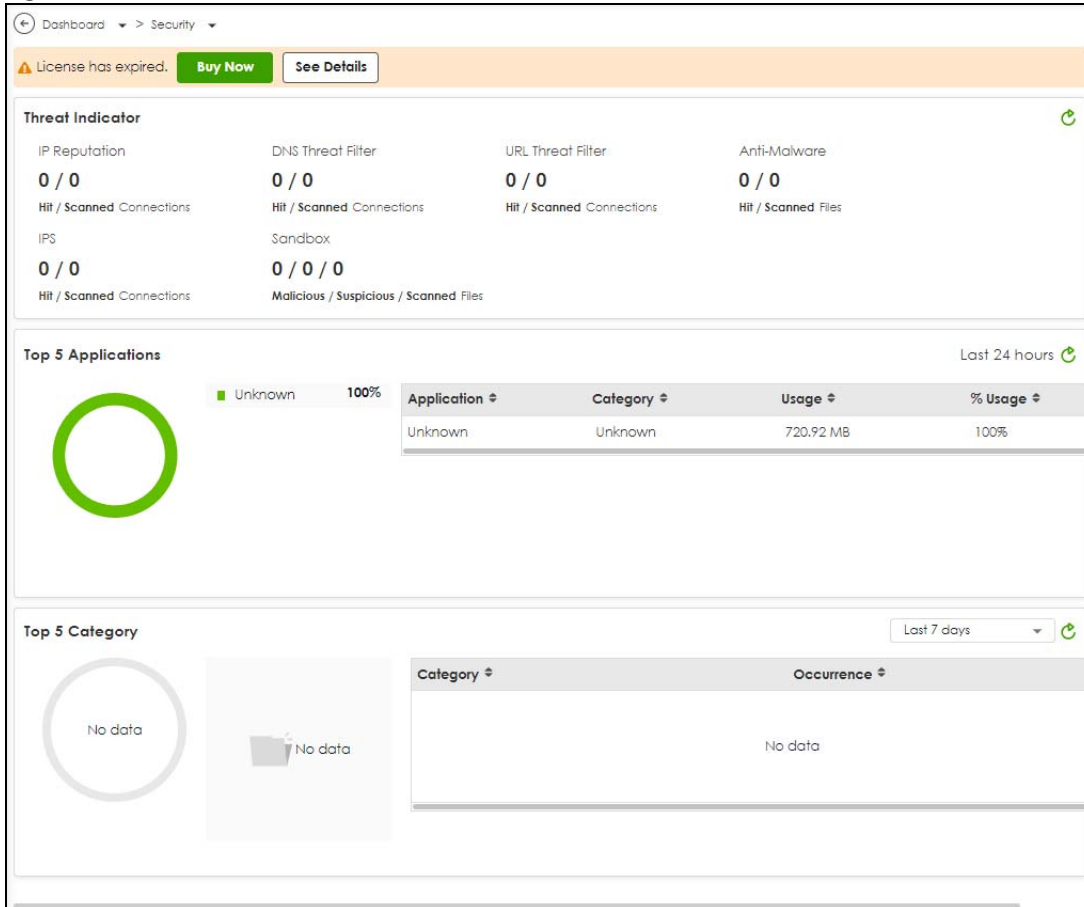 Dashboard > Security
License has expired. Buy Now See Details
Threat Indicator
IP Reputation DNS Threat Filter URL Threat Filter Anti-Malware
0 / 0 0 / 0 0 / 0 0 / 0
Hit / Scanned Connections Hit / Scanned Connections Hit / Scanned Connections Hit / Scanned Files
IPS Sandbox
0 / 0 0 / 0 / 0
Hit / Scanned Connections Malicious / Suspicious / Scanned Files
Top 5 Applications Last 24 hours
Unknown 100% Application Category Usage % Usage
Unknown Unknown 720.92 MB 100%
Top 5 Category Last 7 days
Category Occurrence
No data No data No data